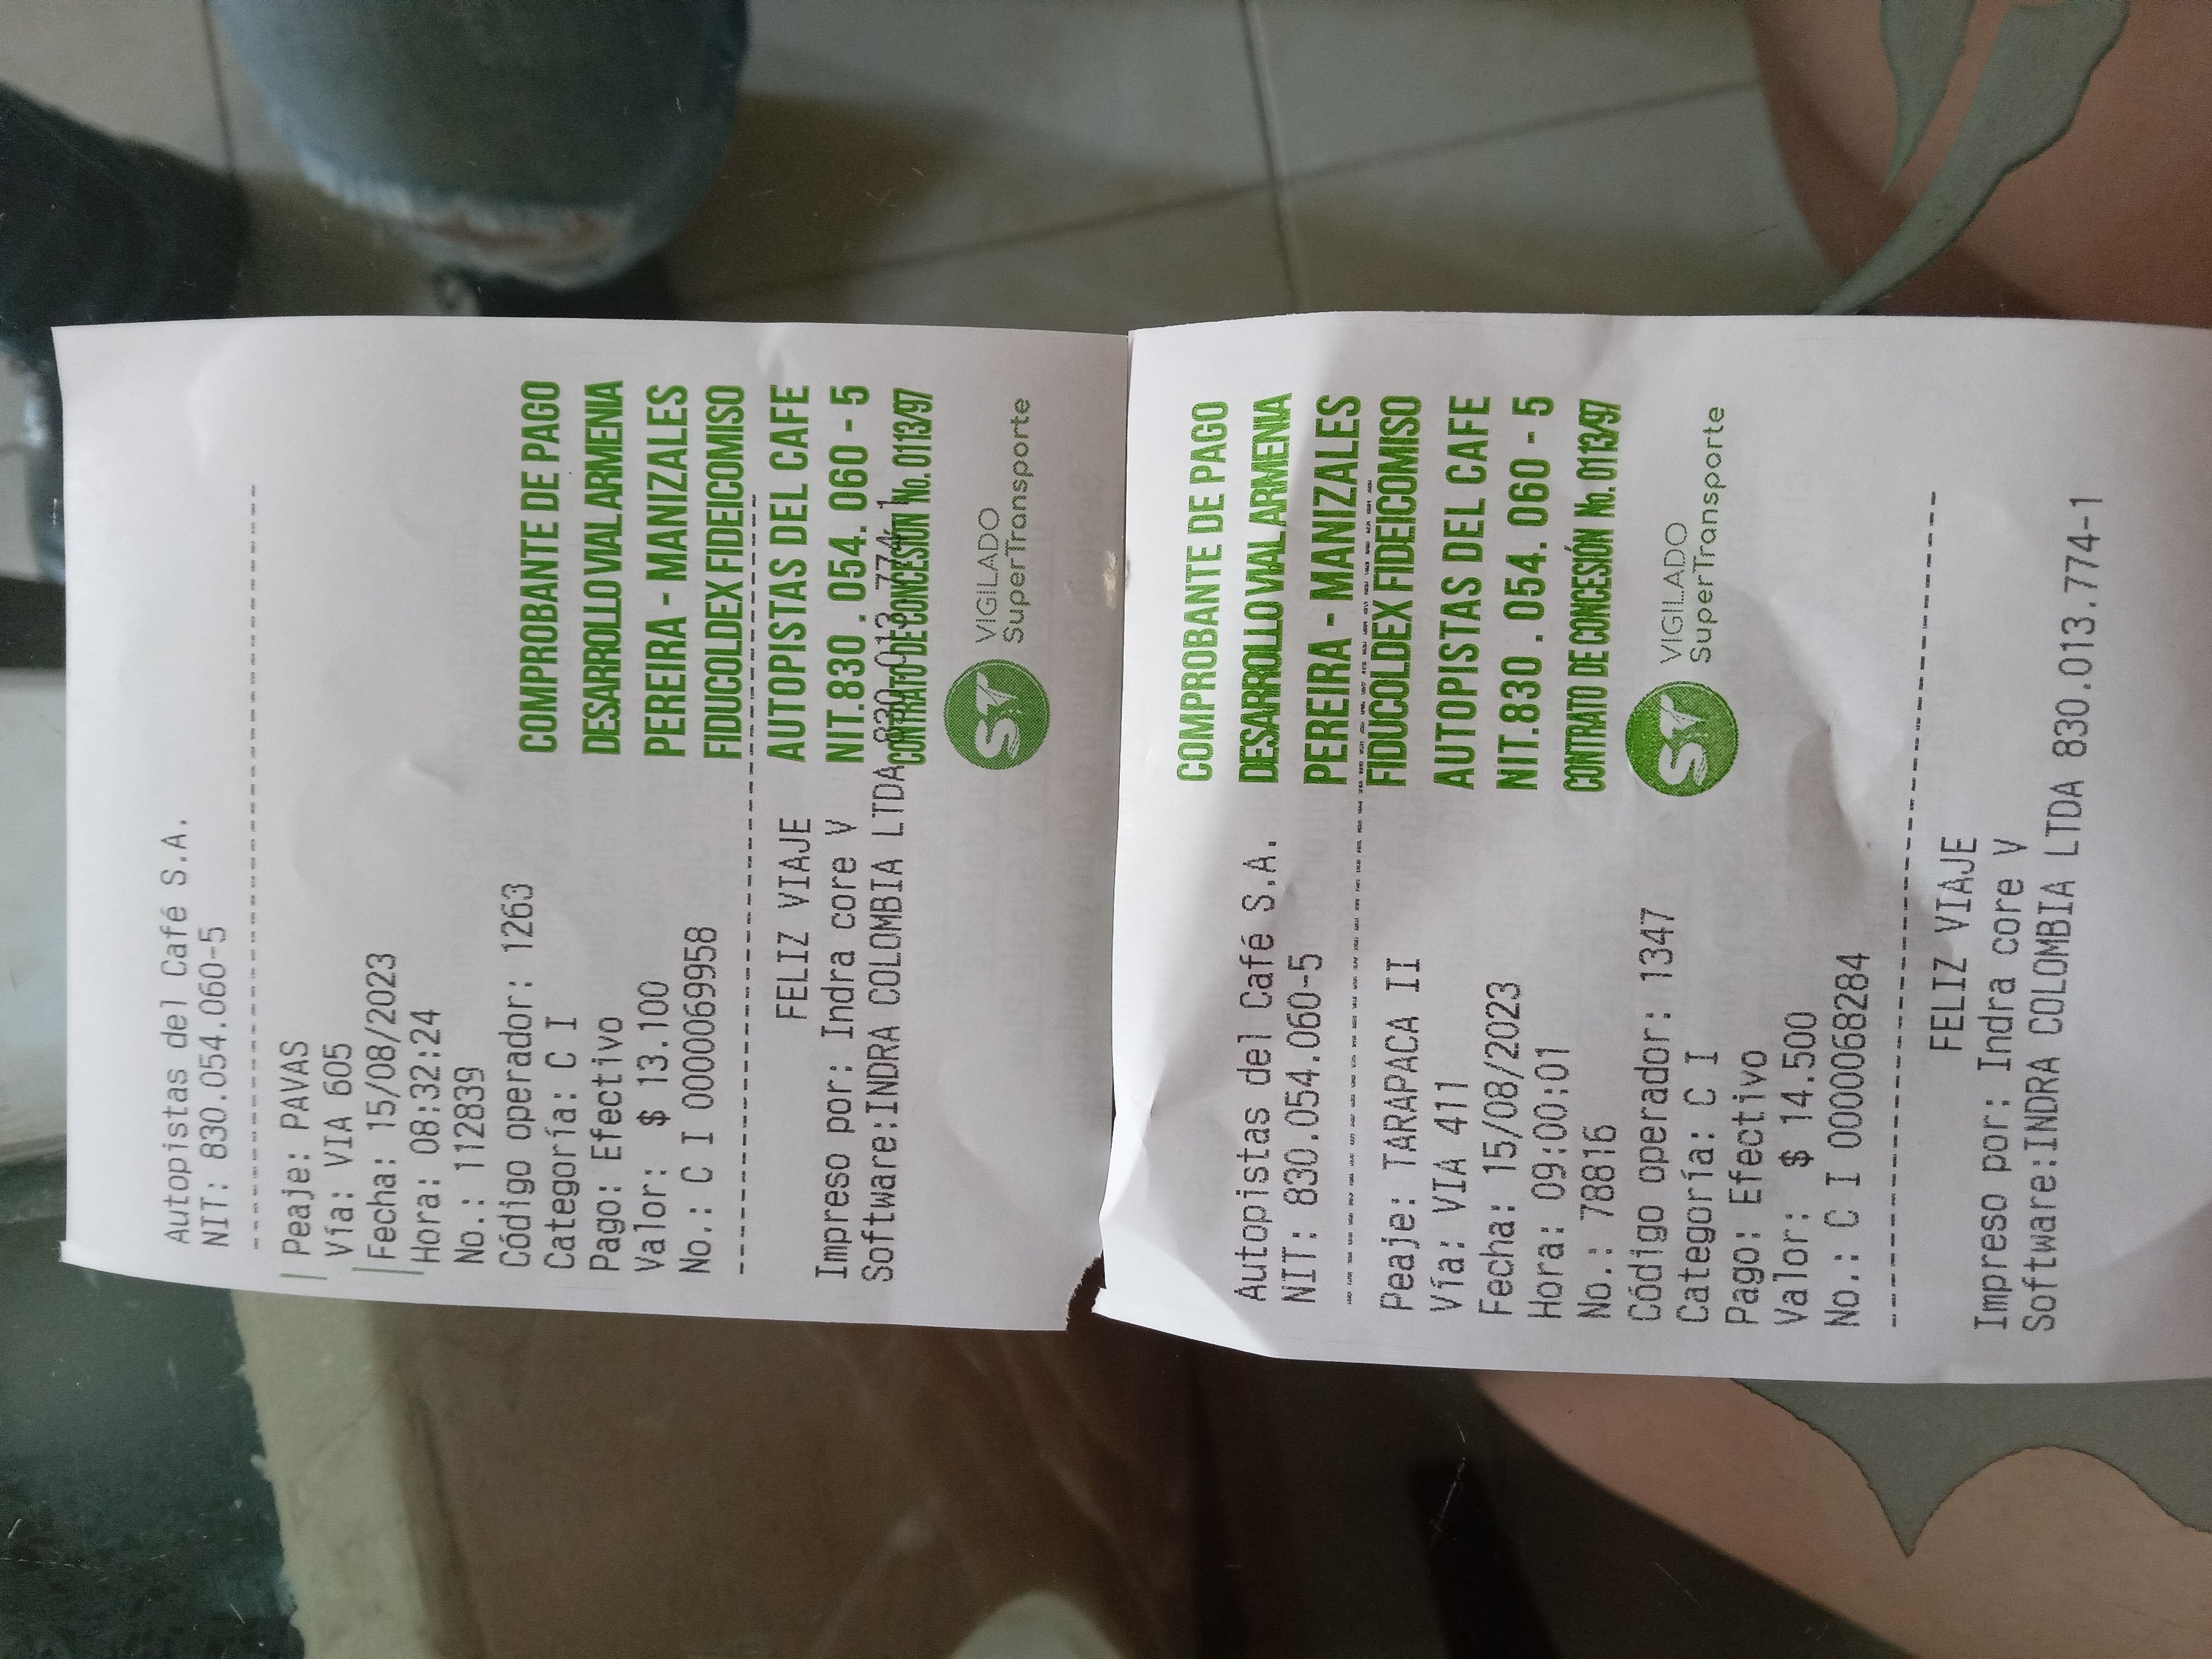 Autopistas del Café S.A.
NIT: 830.054.060-5
Peaje: PAVAS
Vía: VIA 605
Fecha: 15/08/2023
Hora: 08:32:24
No.: 112839
Código operador: 1263
Categoría: C I
Pago: Efectivo
Valor: $ 13.100
No.: C I 0000069958
FELIZ VIAJE
Impreso por: Indra core V
Software:INDRA COLOMBIA LTDA 830.013.774-1
COMPROBANTE DE PAGO
DESARROLLO VIAL ARMENIA
PEREIRA - MANIZALES
FIDUCOLDEX FIDEICOMISO
AUTOPISTAS DEL CAFE
NIT.830.054.060 - 5
CONTRATO DE CONCESIÓN No. 0113/97
ST
VIGILADO
SuperTransporte
Autopistas del Café S.A.
NIT: 830.054.060-5
Peaje: TARAPACA II
Vía: VIA 411
Fecha: 15/08/2023
Hora: 09:00:01
No.: 78816
Código operador: 1347
Categoría: C I
Pago: Efectivo
Valor: $ 14.500
No.: C I 0000068284
FELIZ VIAJE
Impreso por: Indra core V
Software:INDRA COLOMBIA LTDA 830.013.774-1
COMPROBANTE DE PAGO
DESARROLLO VIAL ARMENIA
PEREIRA - MANIZALES
FIDUCOLDEX FIDEICOMISO
AUTOPISTAS DEL CAFE
NIT.830.054.060 - 5
CONTRATO DE CONCESIÓN No. 0113/97
ST
VIGILADO
SuperTransporte